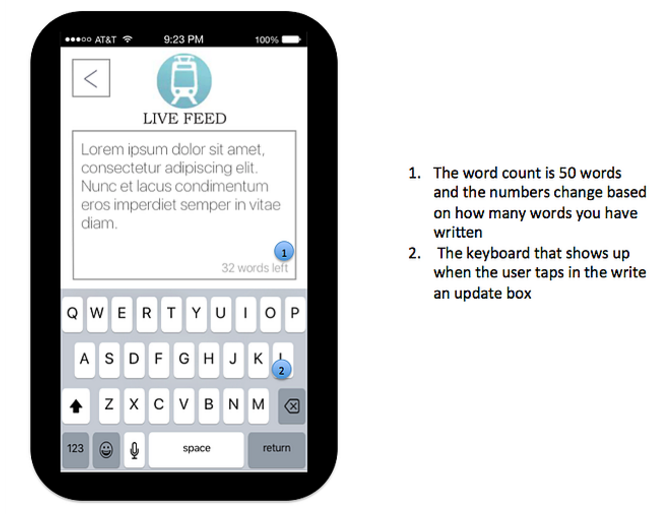 AT&T 9:23 PM 100%
<
LIVE FEED
Lorem ipsum dolor sit amet,
consectetur adipiscing elit.
Nunc et lacus condimentum
eros imperdiet semper in vitae
diam.
1
32 words left
Q W E R T Y U I O P
A S D F G H J K L
2
Z X C V B N M
123 space return
1. The word count is 50 words
and the numbers change based
on how many words you have
written
2. The keyboard that shows up
when the user taps in the write
an update box